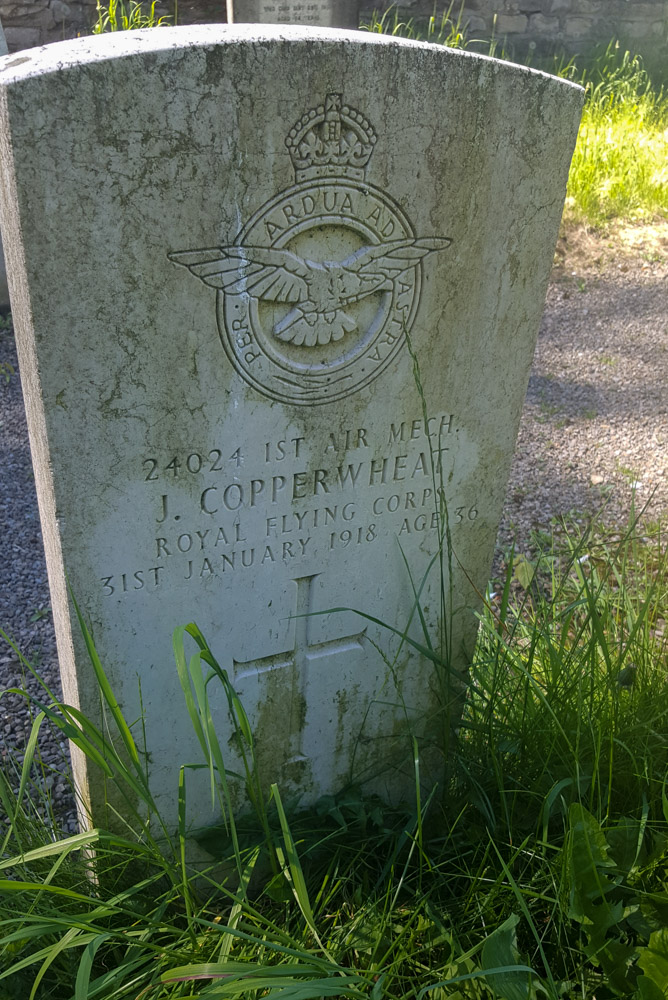 PER ARDUA AD ASTRA
24024 1ST AIR MECH.
J. COPPERWHEAT
ROYAL FLYING CORPS
31ST JANUARY 1918 AGE 36